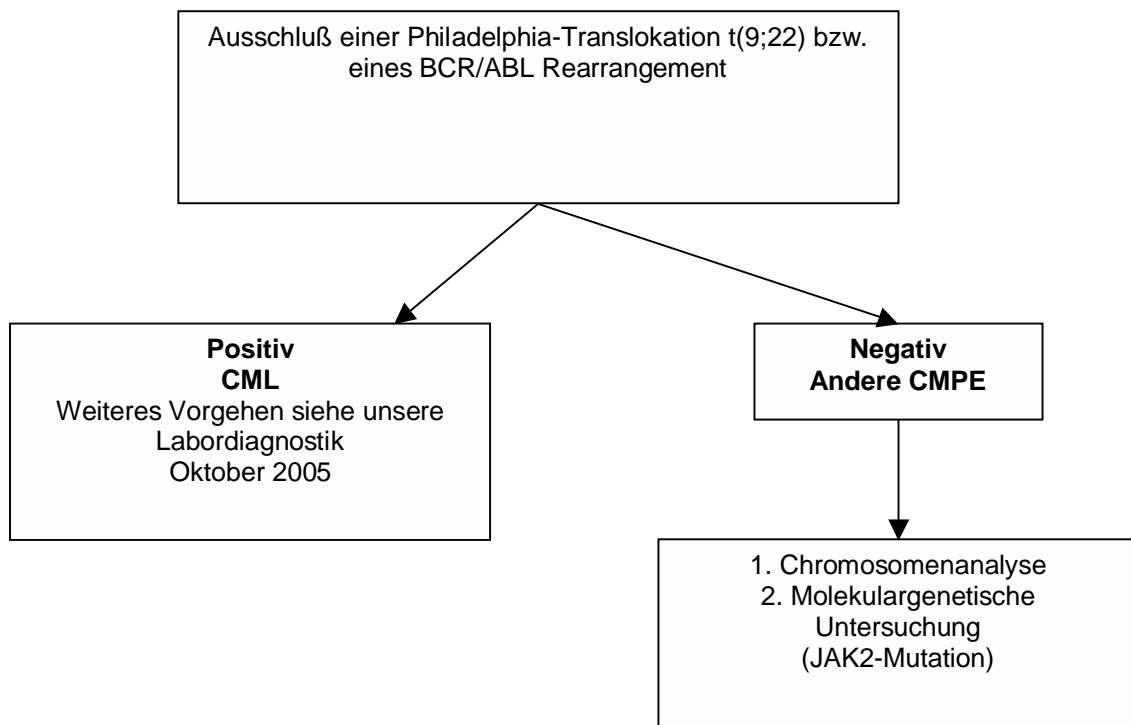 Ausschluß einer Philadelphia-Translokation t(9;22) bzw.
eines BCR/ABL Rearrangement
Positiv
CML
Weiteres Vorgehen siehe unsere
Labordiagnostik
Oktober 2005
Negativ
Andere CMPE
1. Chromosomenanalyse
2. Molekulargenetische
Untersuchung
(JAK2-Mutation)